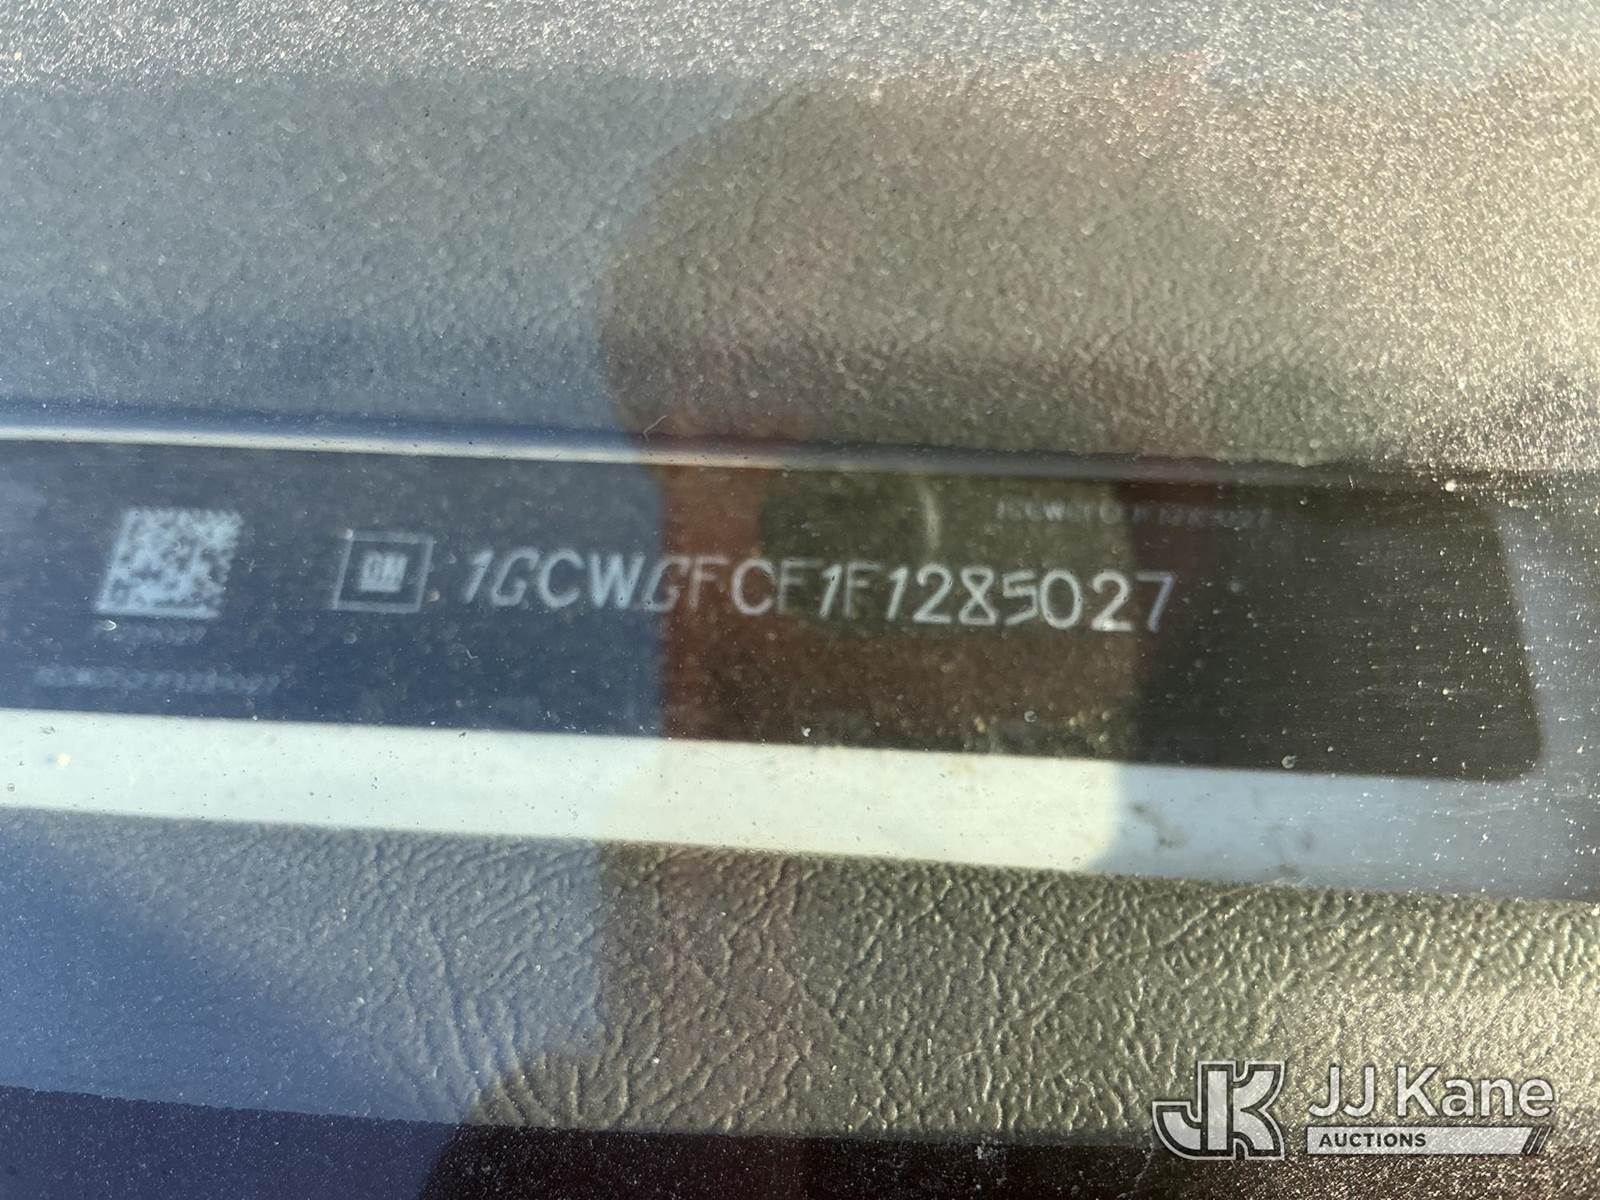 GM 1GCWGFCF1F1285027
JJ Kane
AUCTIONS